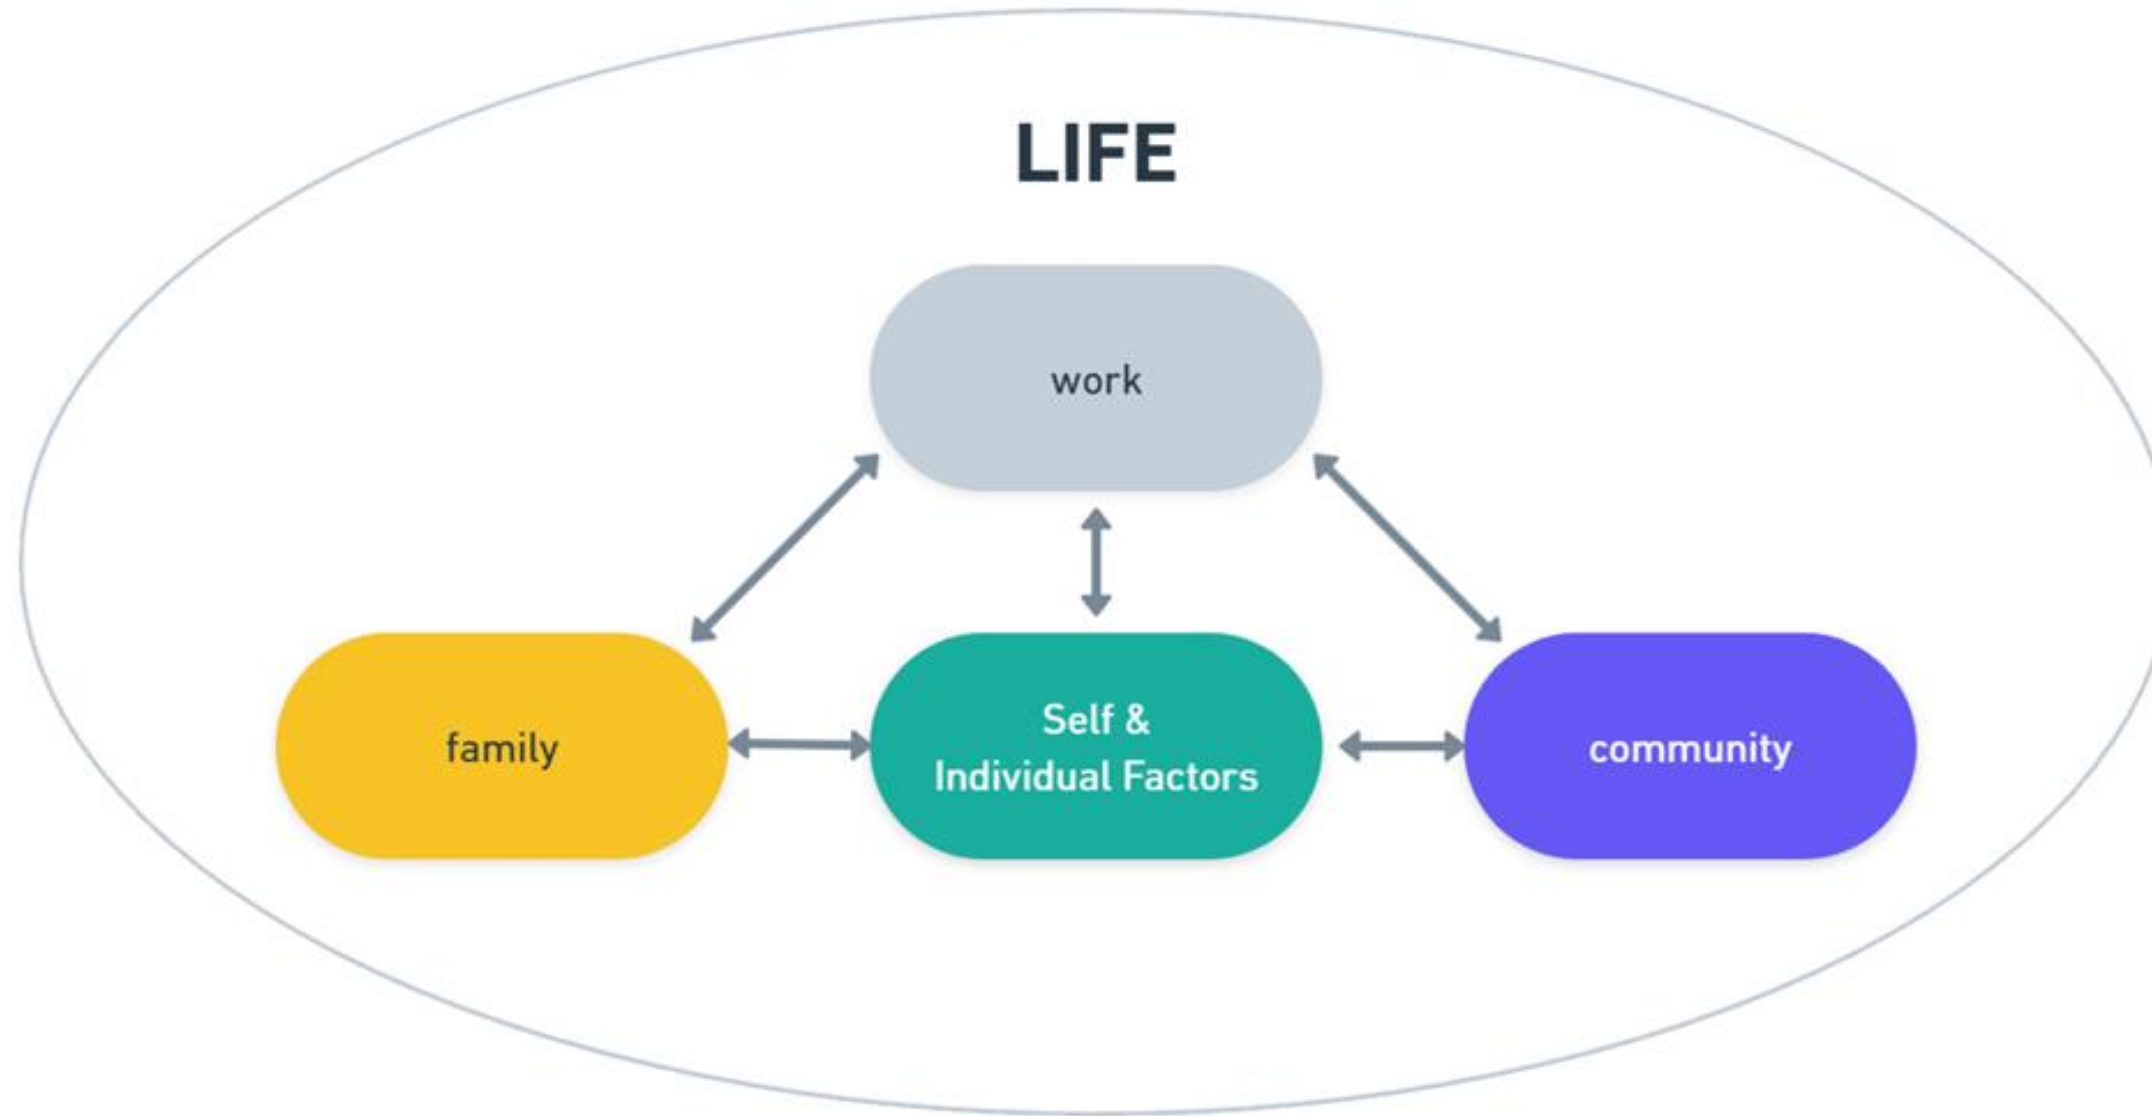 LIFE
work
family
Self &
Individual Factors
community